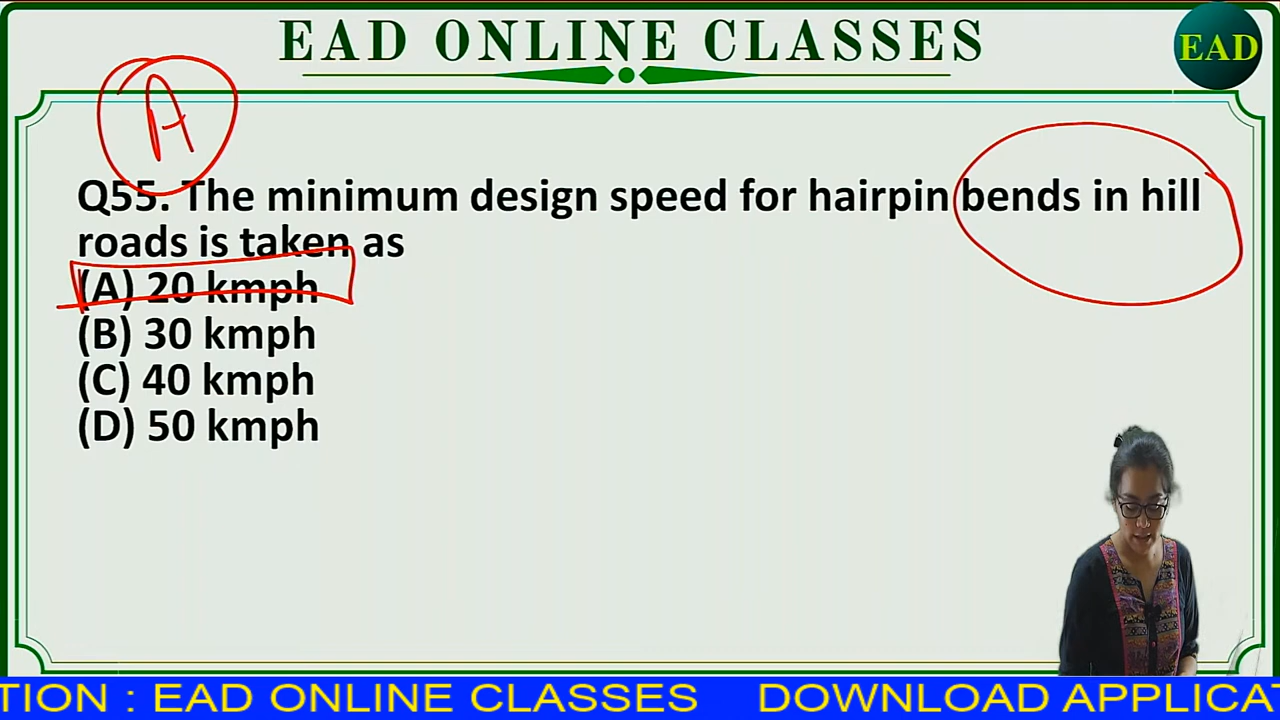 EAD ONLINE CLASSES
EAD
A
Q55. The minimum design speed for hairpin bends in hill
roads is taken as
(A) 20 kmph
(B) 30 kmph
(C) 40 kmph
(D) 50 kmph
TION : EAD ONLINE CLASSES DOWNLOAD APPLICAT